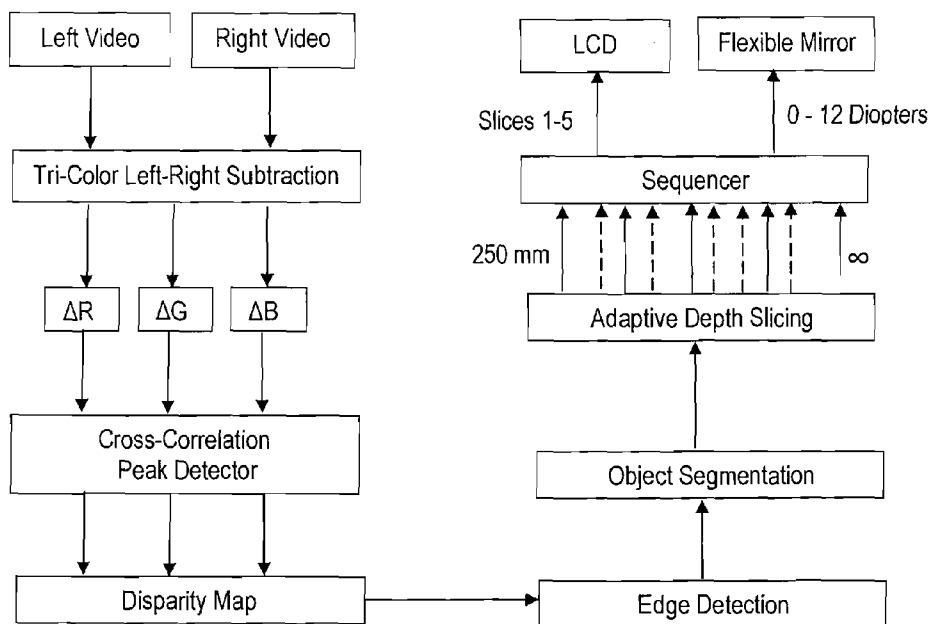 Left Video
Right Video
Tri-Color Left-Right Subtraction
ΔR
ΔG
ΔB
Cross-Correlation
Peak Detector
Disparity Map
LCD
Flexible Mirror
Slices 1-5
0 - 12 Diopters
Sequencer
250 mm
∞
Adaptive Depth Slicing
Object Segmentation
Edge Detection